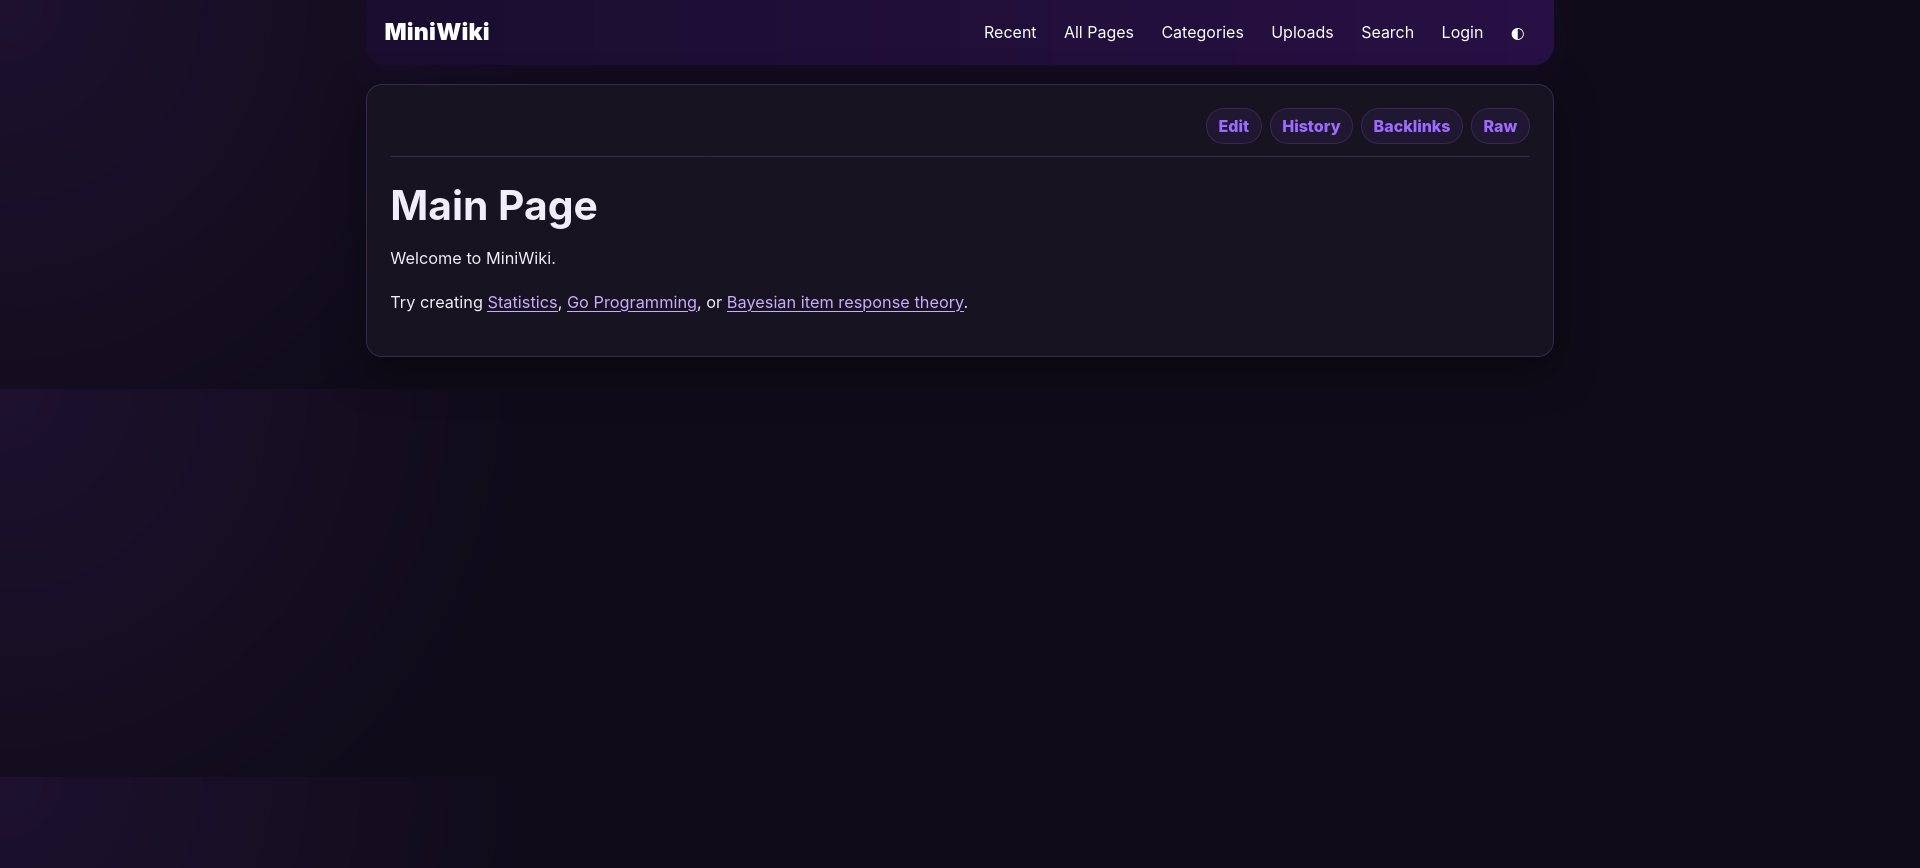 MiniWiki
Recent All Pages Categories Uploads Search Login
Edit History Backlinks Raw
Main Page
Welcome to MiniWiki.
Try creating Statistics, Go Programming, or Bayesian item response theory.